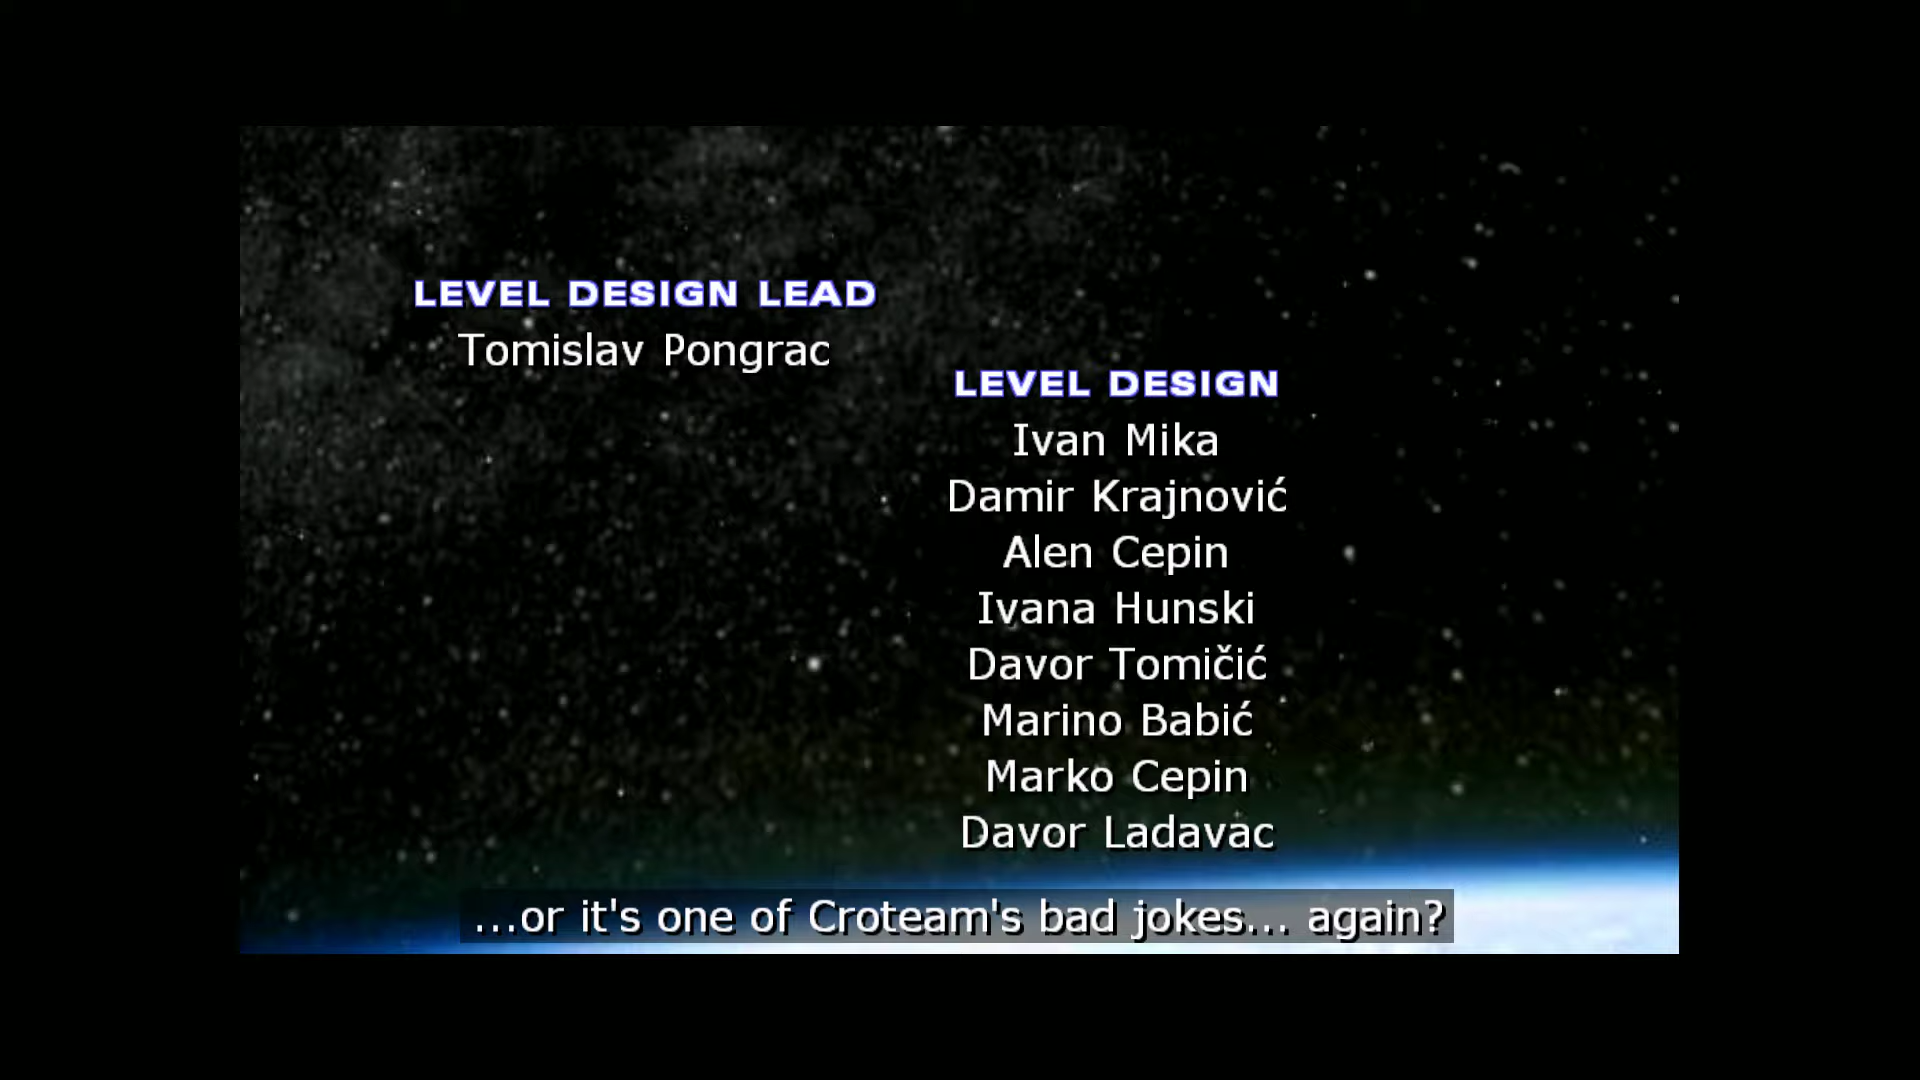 LEVEL DESIGN LEAD
Tomislav Pongrac
LEVEL DESIGN
Ivan Mika
Damir Krajnović
Alen Cepin
Ivana Hunski
Davor Tomičić
Marino Babić
Marko Cepin
Davor Ladavac
...or it's one of Croteam's bad jokes... again?